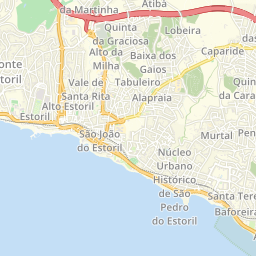 da Martinha
Atibá
Quinta
da Graciosa
Lobeira
Alto da
Milha
Baixa dos
Gaios
Caparide
das
onte
Estoril
Vale de
Santa Rita
Tabuleiro
Quin
da Cara
Alto Estoril
Alapraia
Estoril
São João
do Estoril
Murtal
Pen
Núcleo
Urbano
Histórico
de São
Pedro
do Estoril
Santa Tere
Baforeira